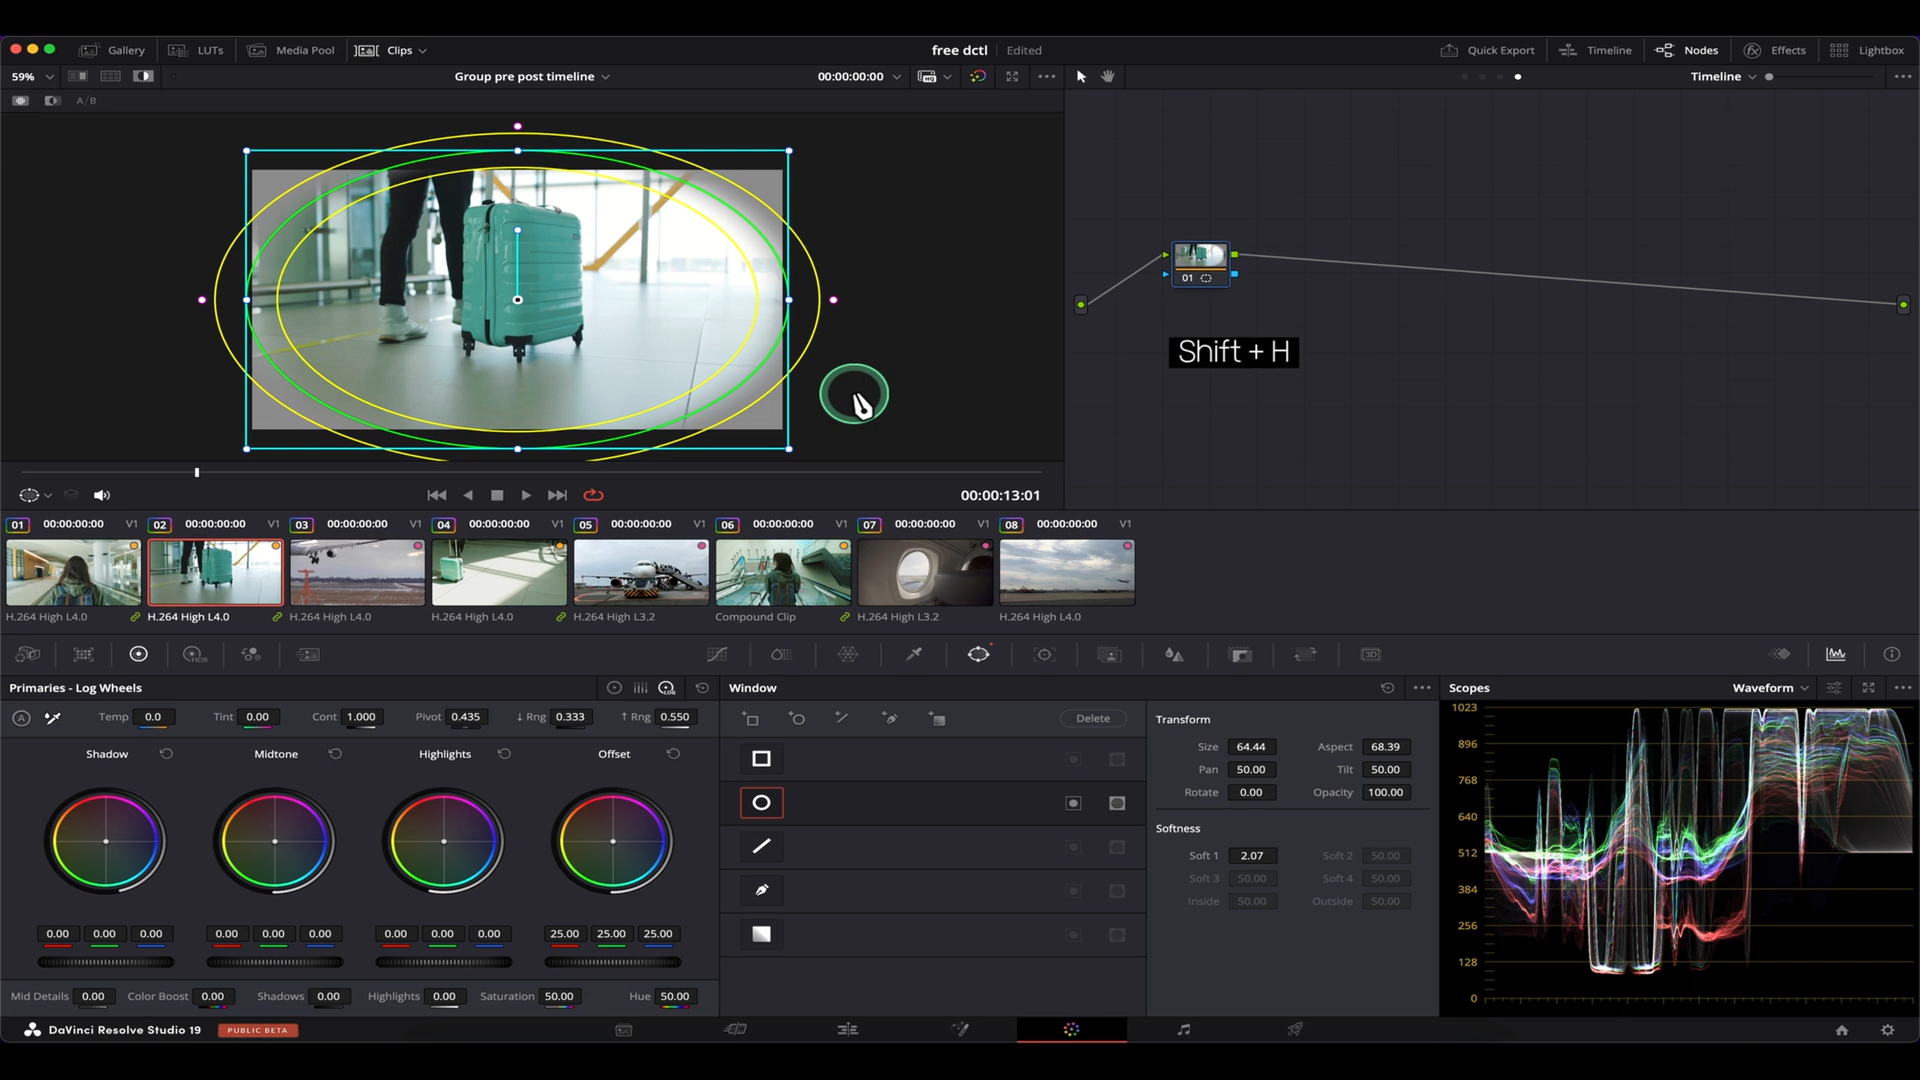 Gallery LUTs Media Pool Clips free dctl Edited Quick Export Timeline Nodes Effects Lightbox
59% Group pre post timeline 00:00:00:00 Timeline
A/B
Shift + H
00:00:13:01
01 00:00:00:00 V1 02 00:00:00:00 V1 03 00:00:00:00 V1 04 00:00:00:00 V1 05 00:00:00:00 V1 06 00:00:00:00 V1 07 00:00:00:00 V1 08 00:00:00:00 V1
H.264 High L4.0 H.264 High L4.0 H.264 High L4.0 H.264 High L4.0 H.264 High L3.2 Compound Clip H.264 High L3.2 H.264 High L4.0
01
HDR
3D
Primaries - Log Wheels LOG Window Scopes Waveform
A Temp 0.0 Tint 0.00 Cont 1.000 Pivot 0.435 ↓ Rng 0.333 ↑ Rng 0.550
Delete
Transform
Shadow Midtone Highlights Offset
Size 64.44 Aspect 68.39
Pan 50.00 Tilt 50.00
Rotate 0.00 Opacity 100.00
Softness
Soft 1 2.07 Soft 2 50.00
Soft 3 50.00 Soft 4 50.00
Inside 50.00 Outside 50.00
1023
896
768
640
512
384
256
128
0
0.00 0.00 0.00 0.00 0.00 0.00 0.00 0.00 0.00 25.00 25.00 25.00
Mid Details 0.00 Color Boost 0.00 Shadows 0.00 Highlights 0.00 Saturation 50.00 Hue 50.00
DaVinci Resolve Studio 19 PUBLIC BETA